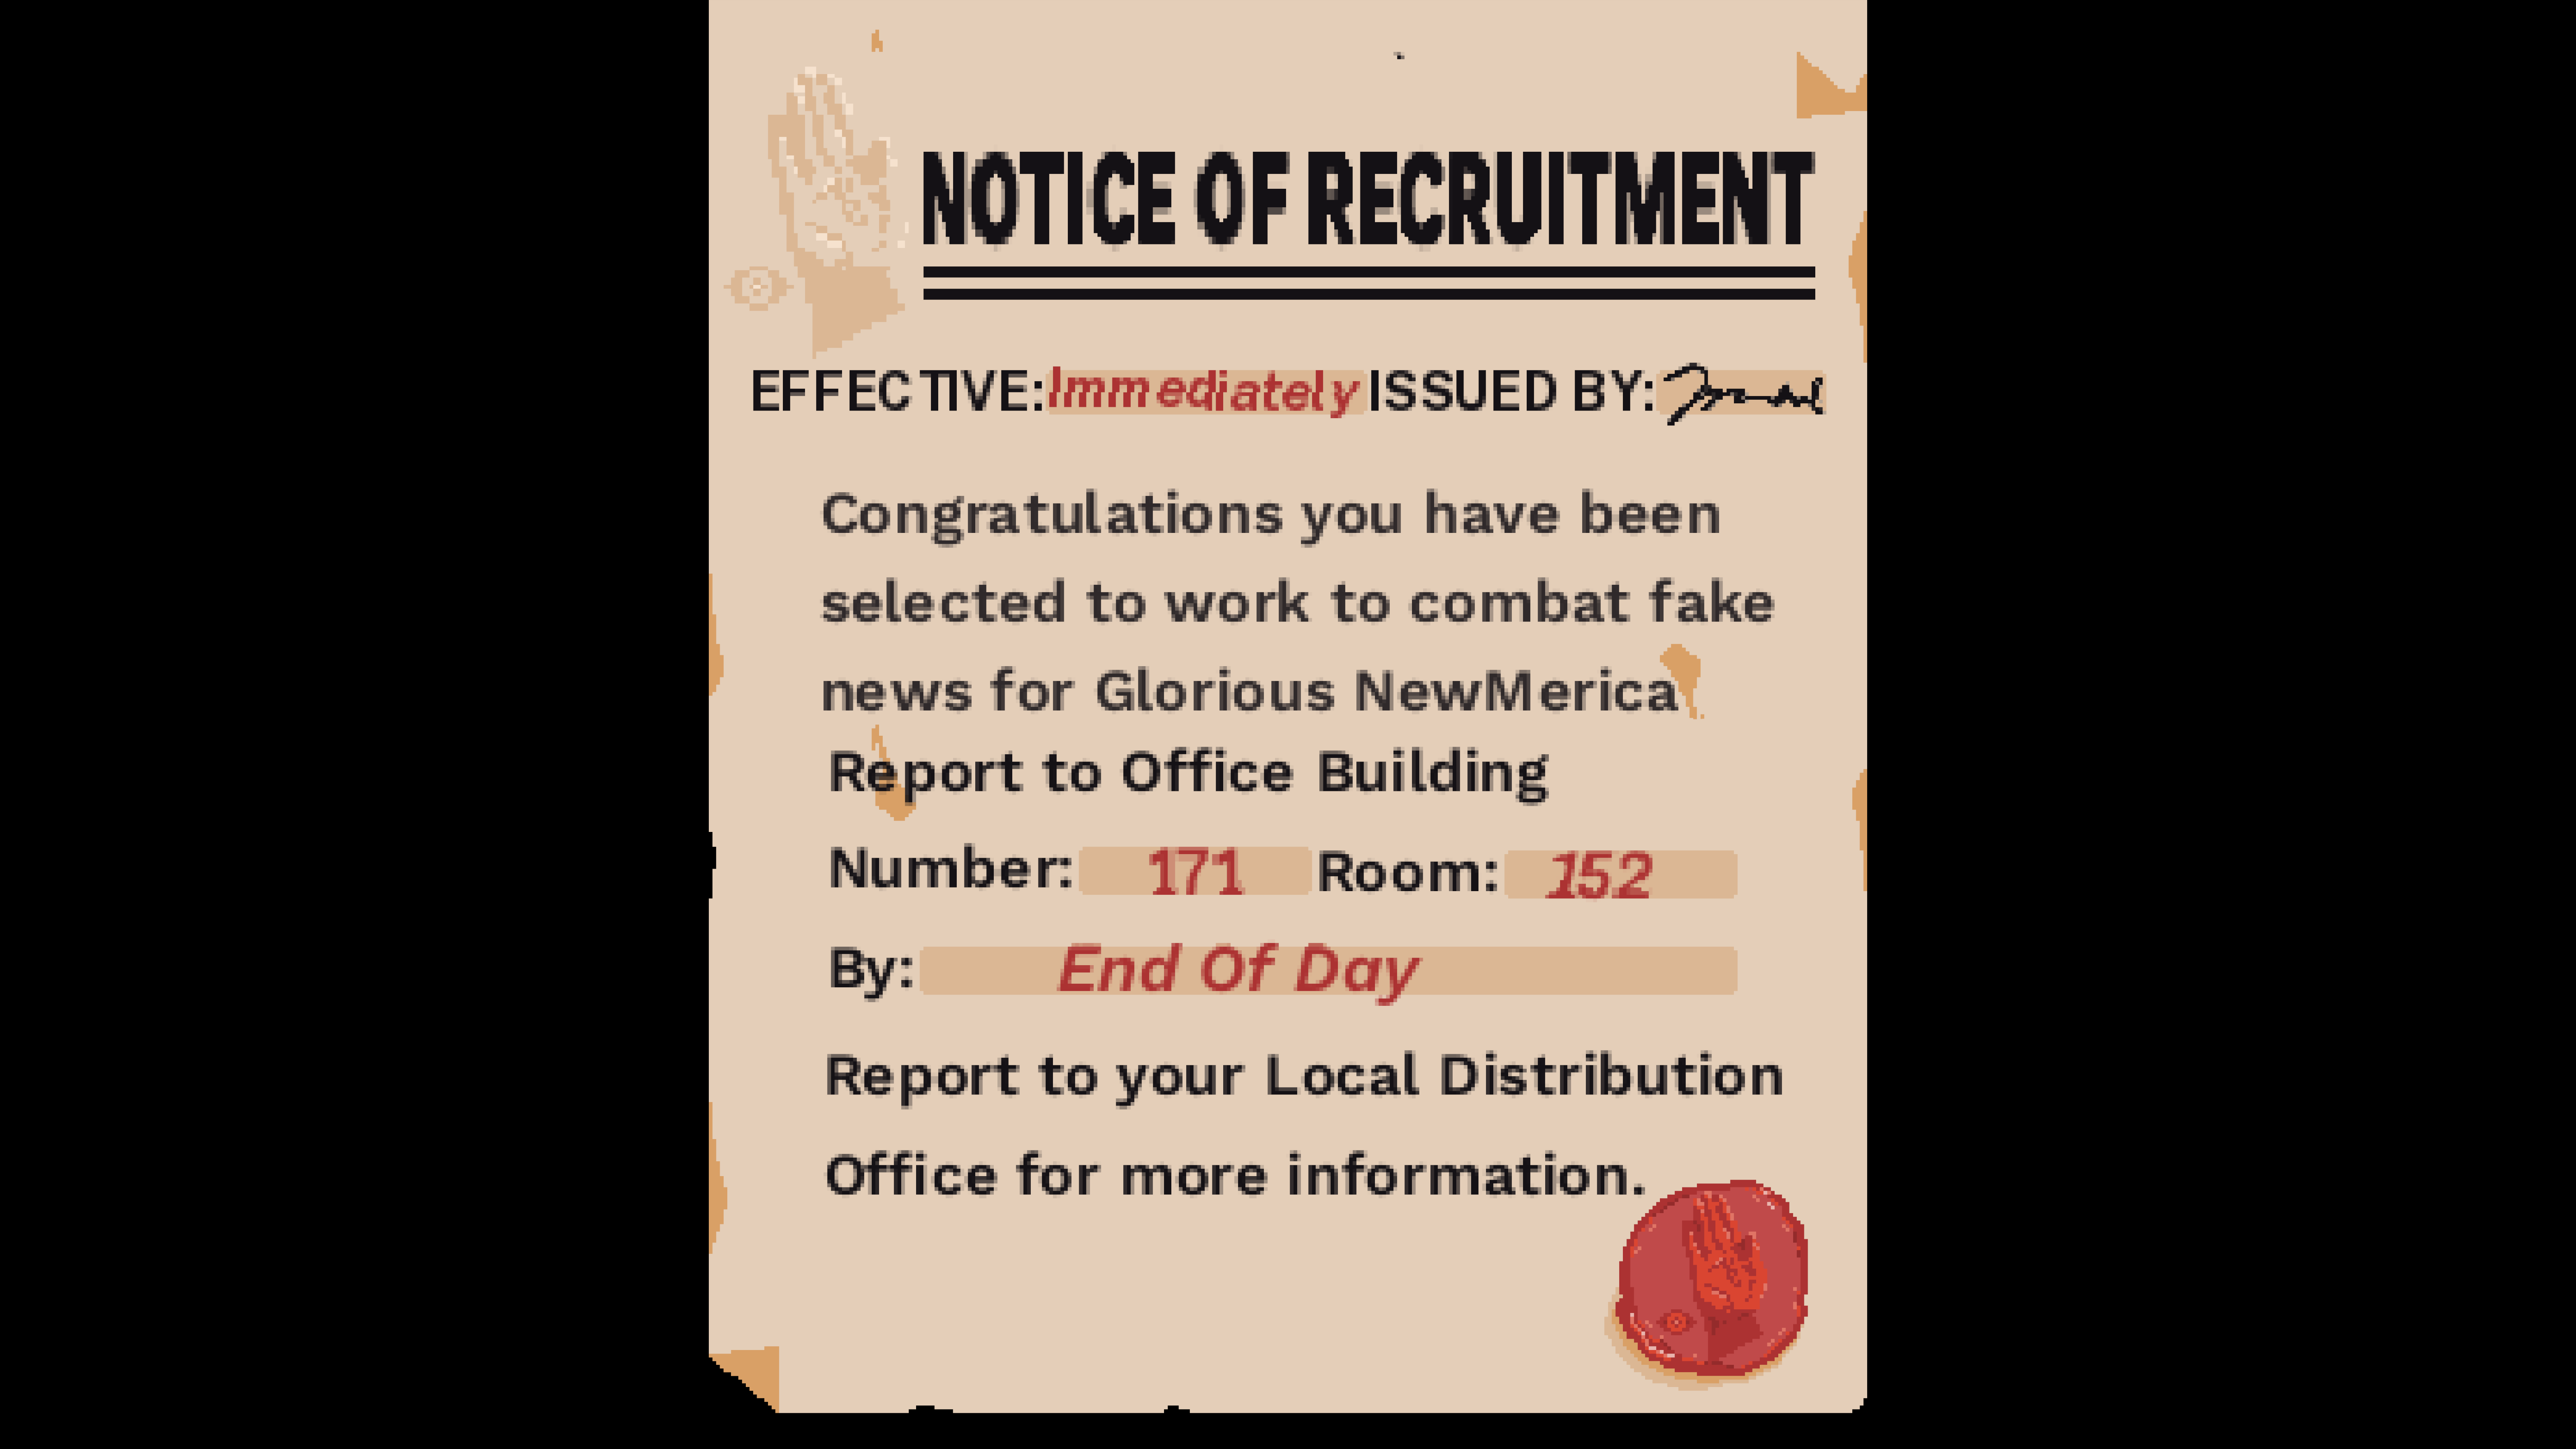 NOTICE OF RECRUITMENT
EFFECTIVE: Immediately ISSUED BY:
Congratulations you have been
selected to work to combat fake
news for Glorious NewMerica
Report to Office Building
Number: 171 Room: 152
By: End Of Day
Report to your Local Distribution
Office for more information.